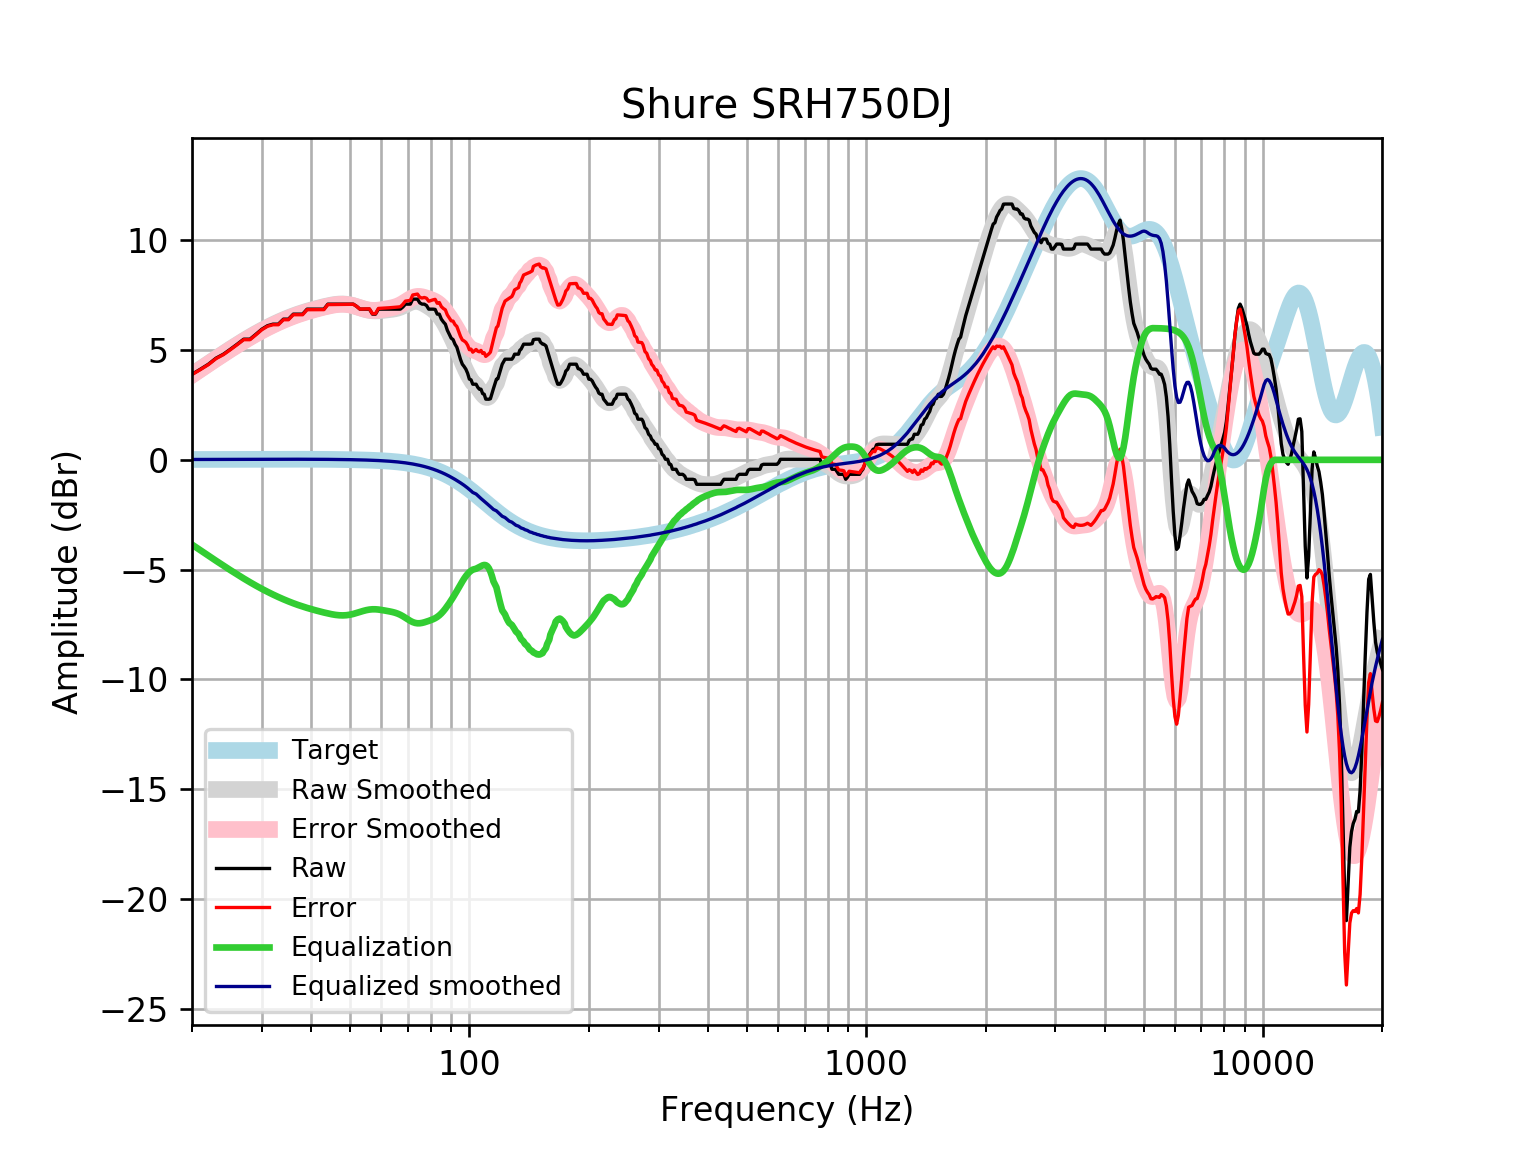 Shure SRH750DJ
Amplitude (dBr)
10
5
0
−5
−10
−15
−20
−25
Target
Raw Smoothed
Error Smoothed
Raw
Error
Equalization
Equalized smoothed
100 1000 10000
Frequency (Hz)